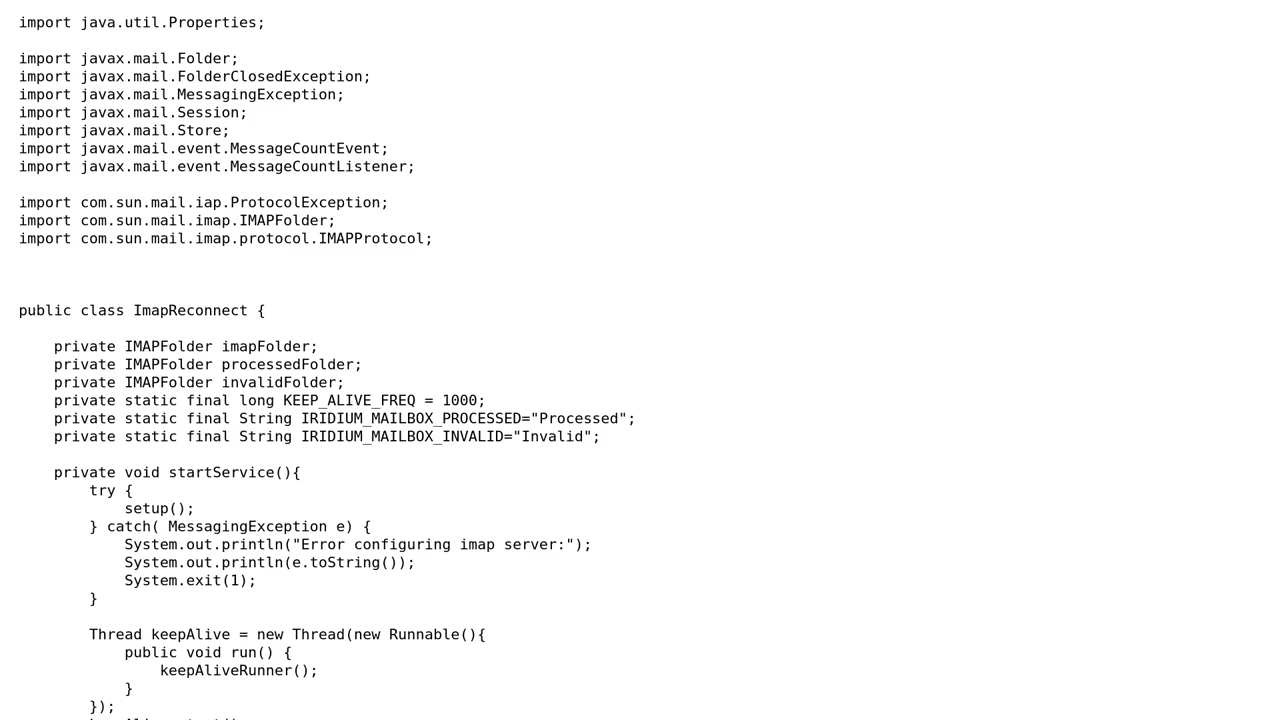 import java.util.Properties;
import javax.mail.Folder;
import javax.mail.FolderClosedException;
import javax.mail.MessagingException;
import javax.mail.Session;
import javax.mail.Store;
import javax.mail.event.MessageCountEvent;
import javax.mail.event.MessageCountListener;
import com.sun.mail.iap.ProtocolException;
import com.sun.mail.imap.IMAPFolder;
import com.sun.mail.imap.protocol.IMAPProtocol;
public class ImapReconnect {
private IMAPFolder imapFolder;
private IMAPFolder processedFolder;
private IMAPFolder invalidFolder;
private static final long KEEP_ALIVE_FREQ = 1000;
private static final String IRIDIUM_MAILBOX_PROCESSED="Processed";
private static final String IRIDIUM_MAILBOX_INVALID="Invalid";
private void startService(){
try {
setup();
} catch( MessagingException e) {
System.out.println("Error configuring imap server:");
System.out.println(e.toString());
System.exit(1);
}
Thread keepAlive = new Thread(new Runnable(){
public void run() {
keepAliveRunner();
}
});